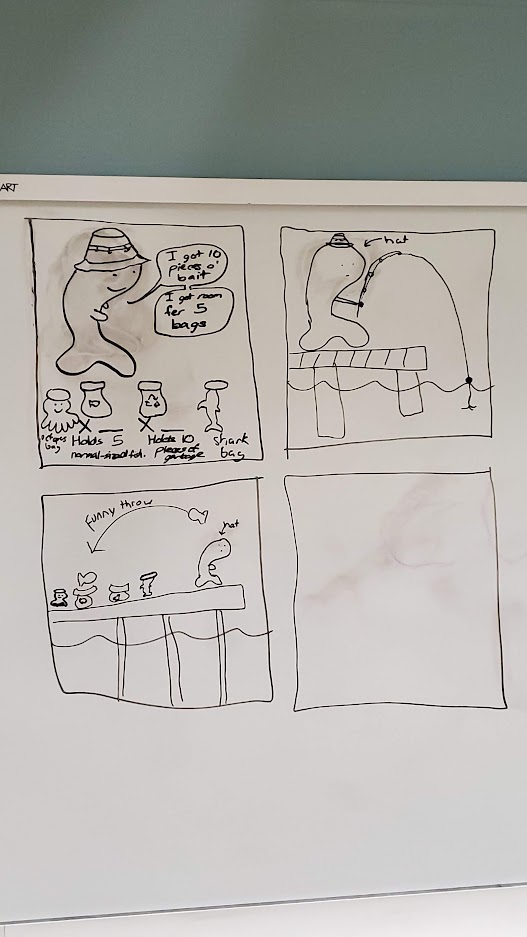 ART
I got 10
pieces o'
bait
I got room
fer 5
bags
octopus
bag
Holds 5
normal-sized fish.
X
Holds 10
pieces of
garbage
X
shark
bag
hat
funny throw
hat